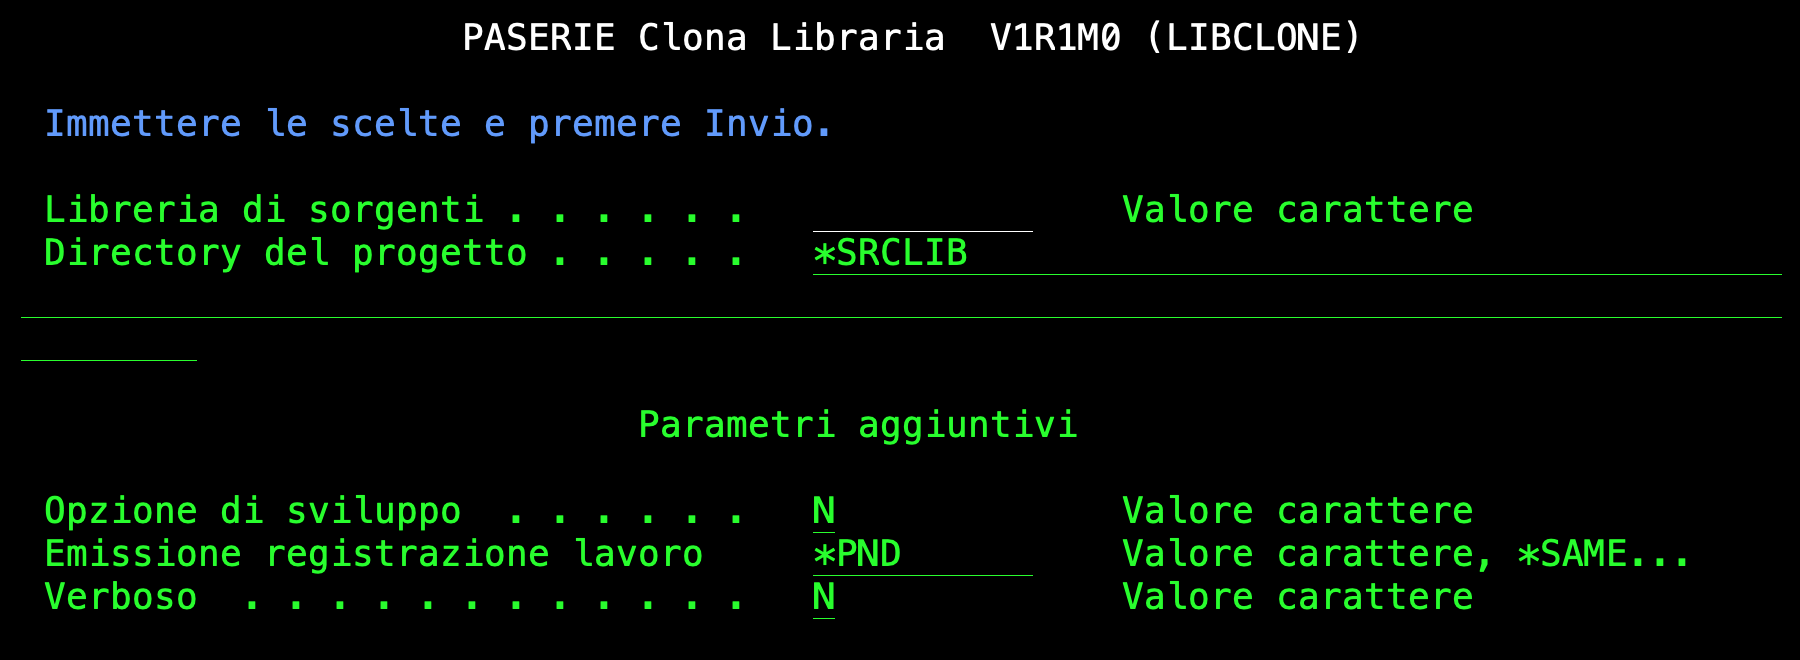 PASERIE Clona Libraria  V1R1M0 (LIBCLONE)
Immettere le scelte e premere Invio.
Libreria di sorgenti . . . . . .                 Valore carattere
Directory del progetto . . . . .   *SRCLIB
Parametri aggiuntivi
Opzione di sviluppo  . . . . . .   N             Valore carattere
Emissione registrazione lavoro     *PND          Valore carattere, *SAME...
Verboso  . . . . . . . . . . . .   N             Valore carattere